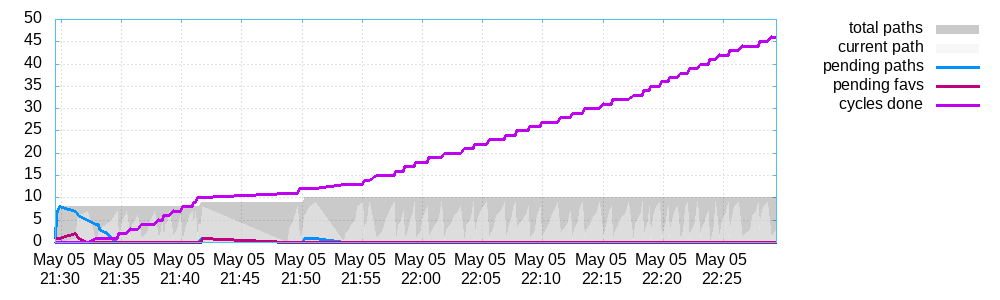 50
45
40
35
30
25
20
15
10
5
0
May 05 May 05 May 05 May 05 May 05 May 05 May 05 May 05 May 05 May 05 May 05 May 05
21:30 21:35 21:40 21:45 21:50 21:55 22:00 22:05 22:10 22:15 22:20 22:25
total paths
current path
pending paths
pending favs
cycles done